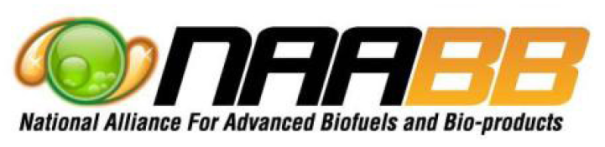 NAABB
National Alliance For Advanced Biofuels and Bio-products